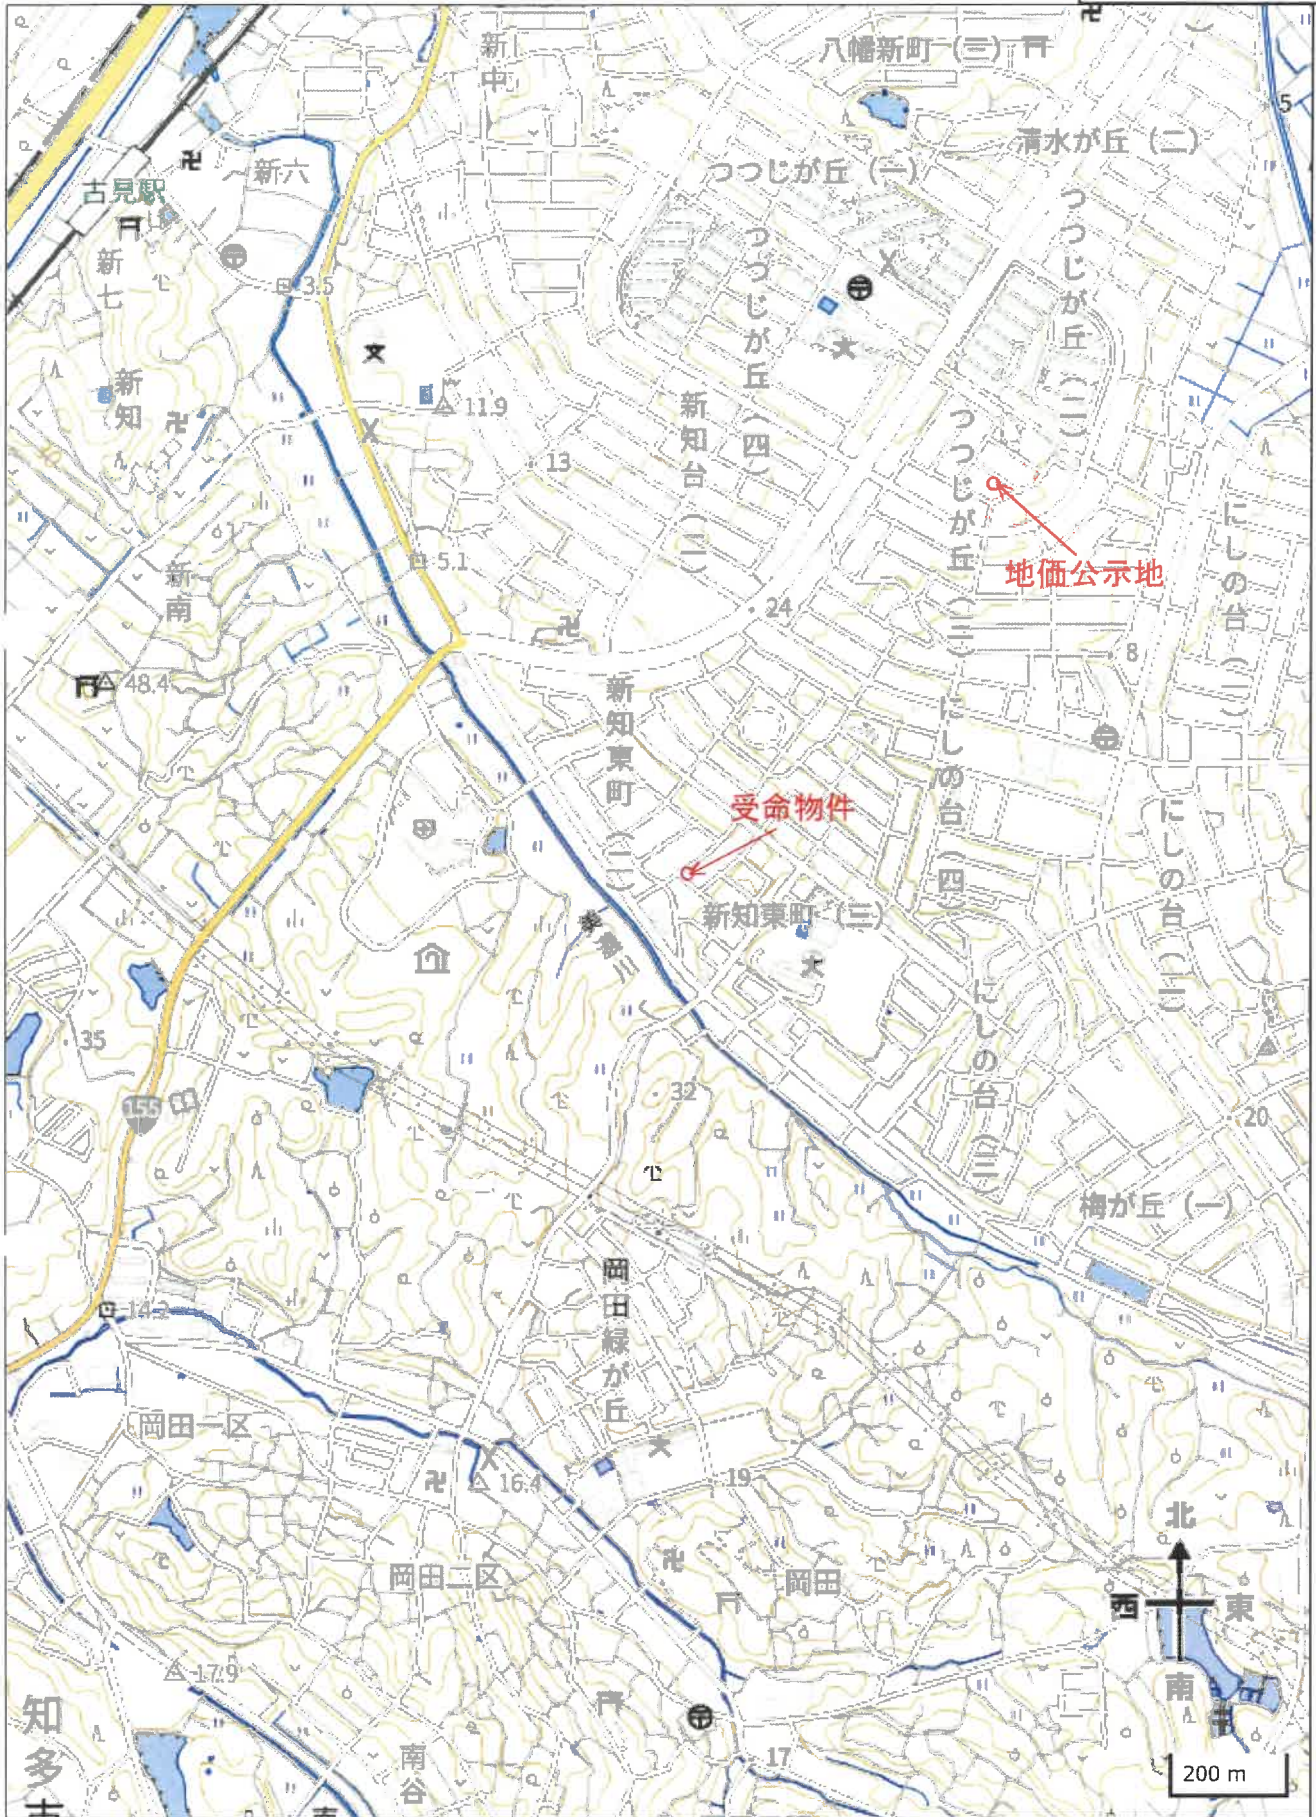 新中
八幡新町（三）
5
清水が丘（二）
つつじが丘（一）
新六
古見駅
新七
3.5
つつじが丘（四）
つつじが丘（二）
新知
11.9
13
新知台（二）
つつじが丘（三）
地価公示地
にしの台（一）
5.1
新南
24
8
48.4
新知東町（二）
にしの台（四）
受命物件
にしの台（二）
新知東町（三）
35
にしの台（三）
155
32
20
梅が丘（一）
岡田緑が丘
14.2
岡田一区
16.4
19
北
岡田二区
岡田
西
東
17.9
南
知多市
南谷
17
200 m